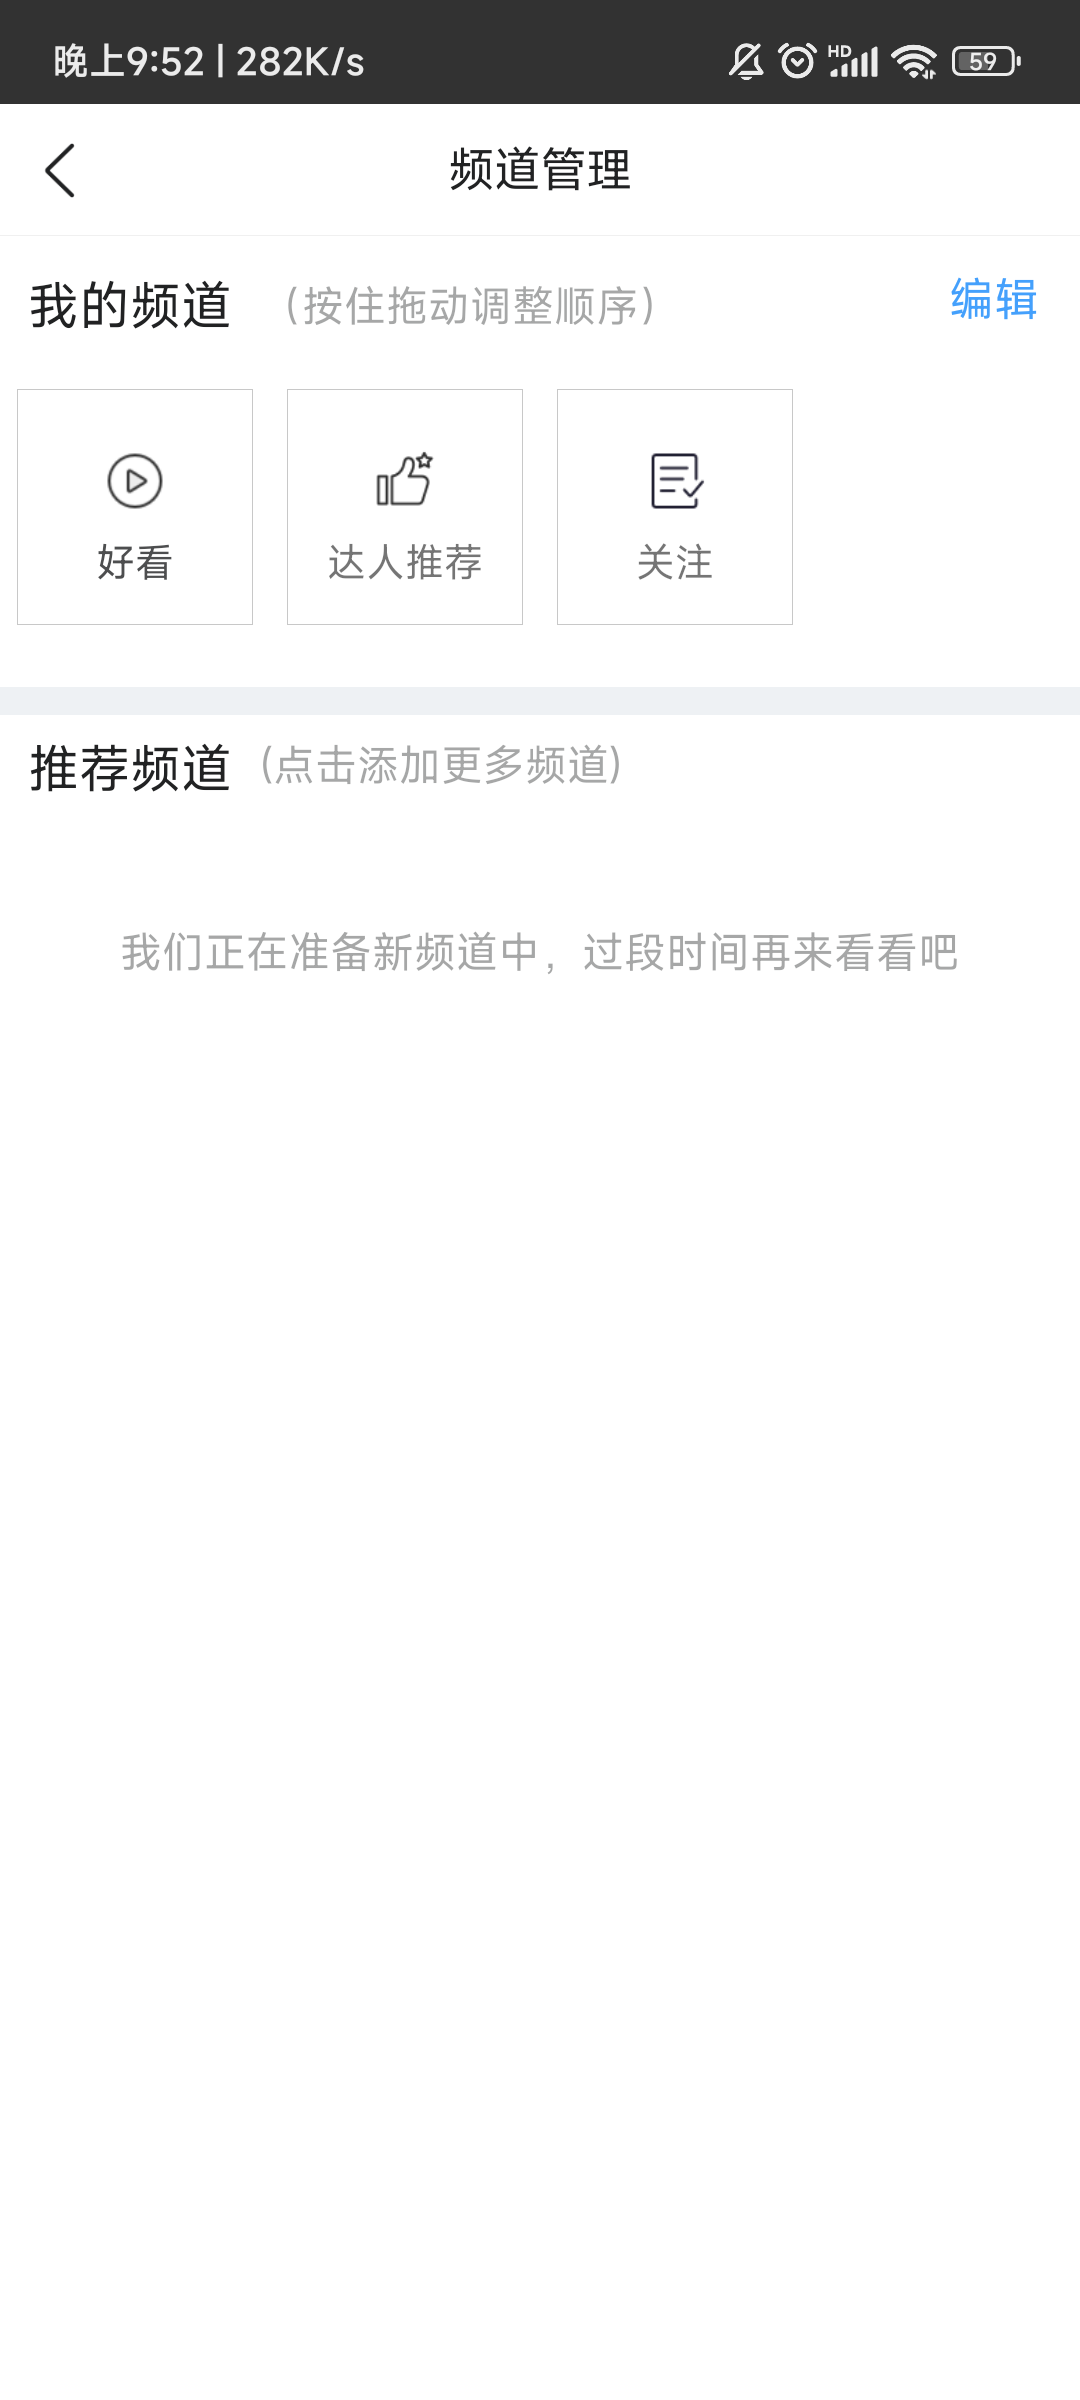 晚上9:52 | 282K/s HD 59
频道管理
我的频道 （按住拖动调整顺序） 编辑
好看 达人推荐 关注
推荐频道 (点击添加更多频道)
我们正在准备新频道中，过段时间再来看看吧